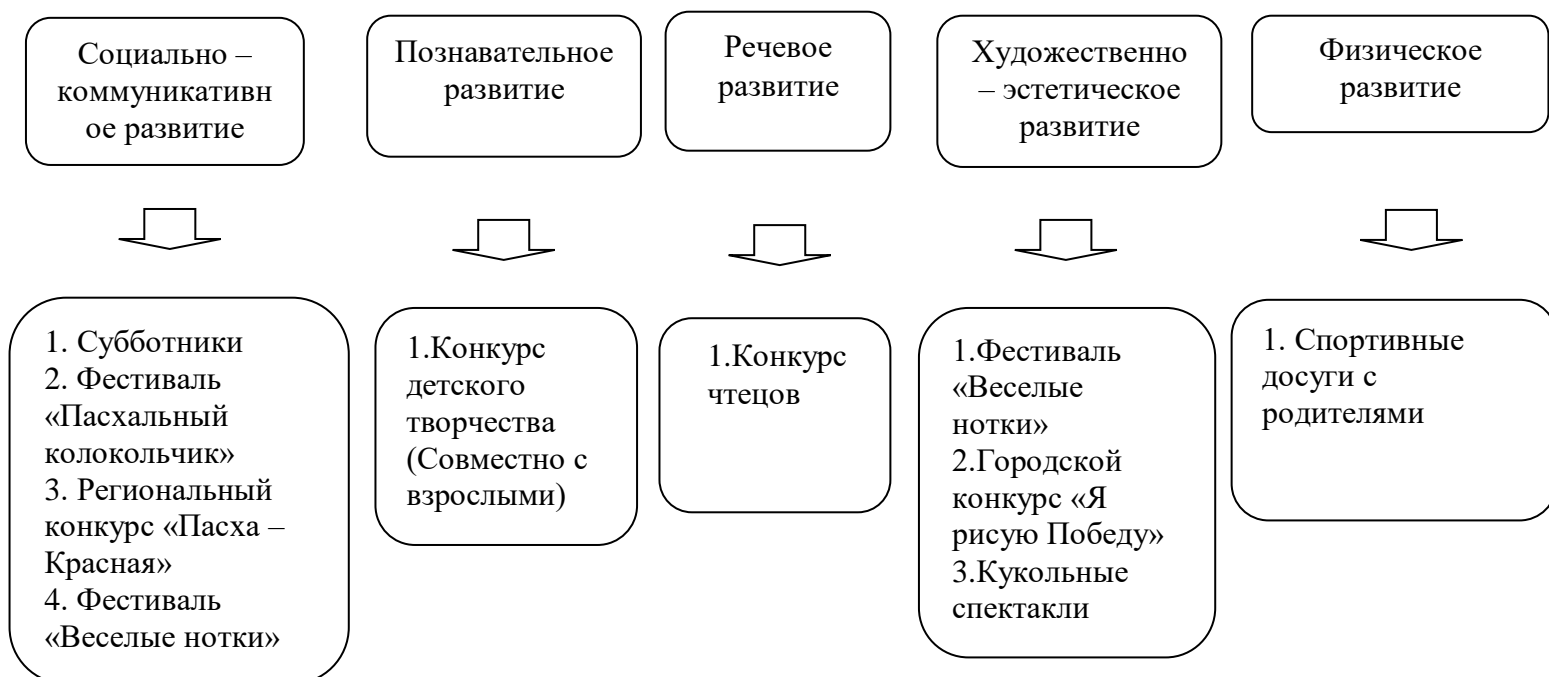 Социально –
коммуникативн
ое развитие
Познавательное
развитие
Речевое
развитие
Художественно
– эстетическое
развитие
Физическое
развитие
1. Субботники
2. Фестиваль
«Пасхальный
колокольчик»
3. Региональный
конкурс «Пасха –
Красная»
4. Фестиваль
«Веселые нотки»
1.Конкурс
детского
творчества
(Совместно с
взрослыми)
1.Конкурс
чтецов
1.Фестиваль
«Веселые
нотки»
2.Городской
конкурс «Я
рисую Победу»
3.Кукольные
спектакли
1. Спортивные
досуги с
родителями